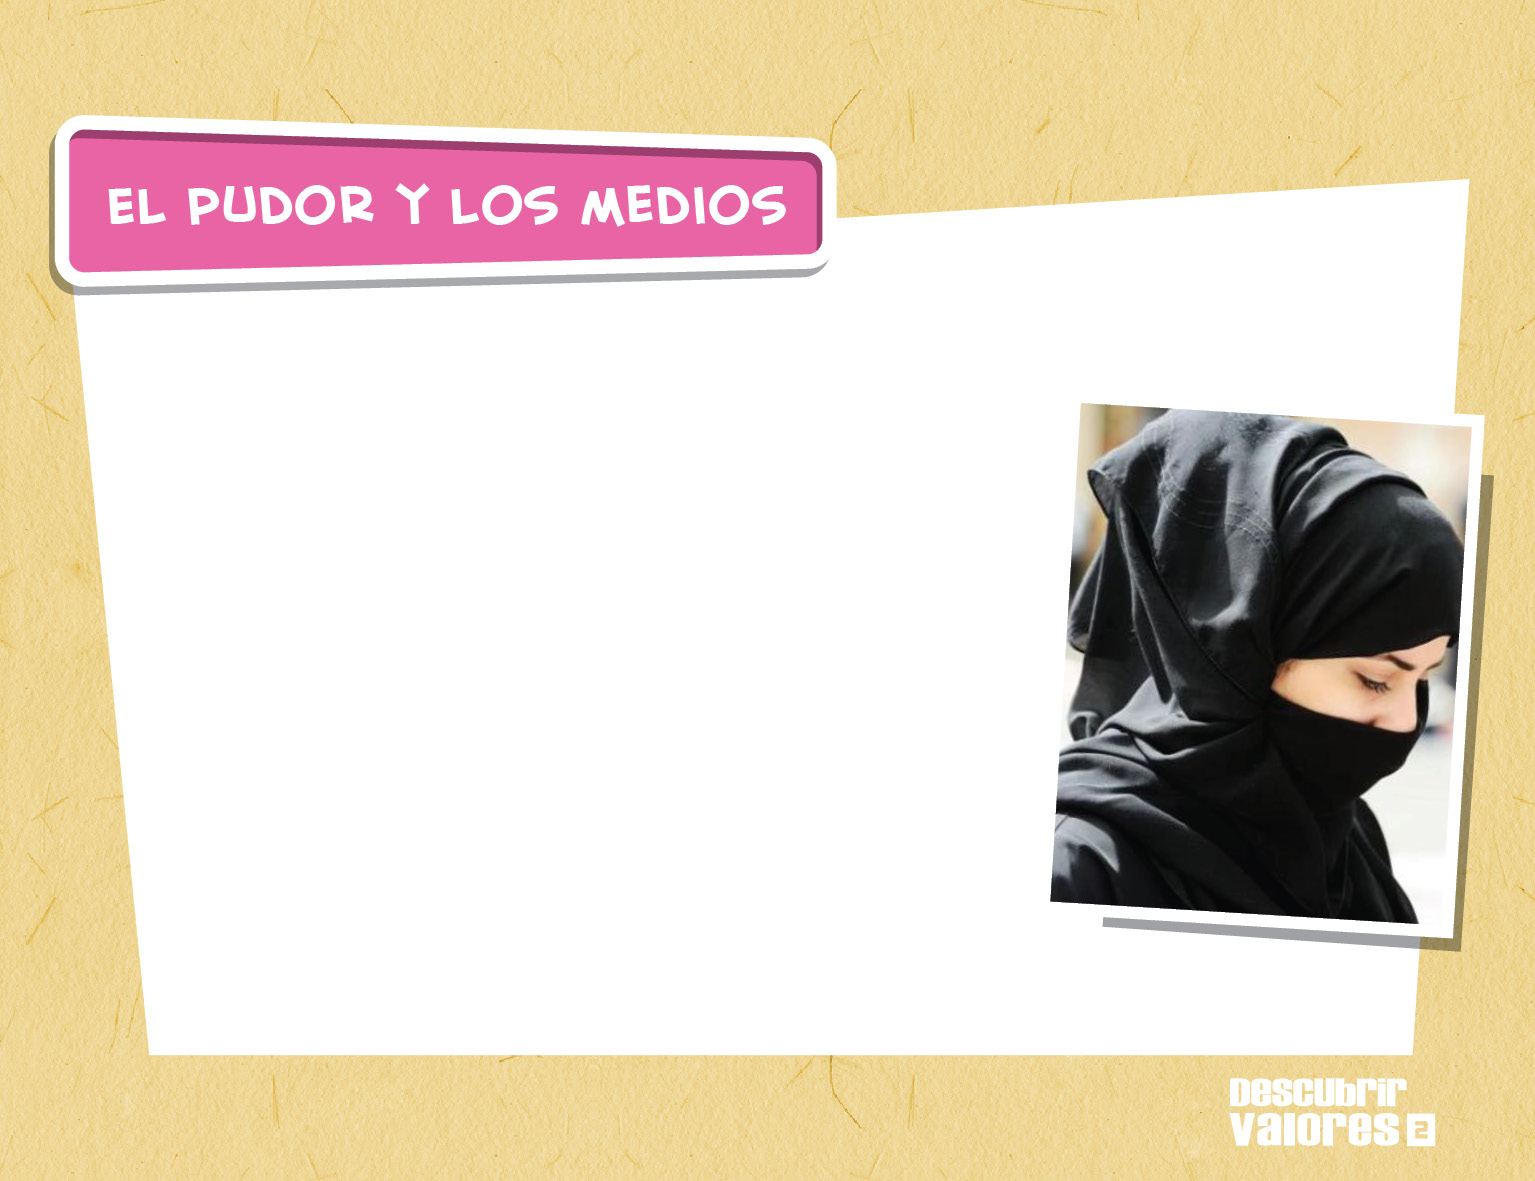 EL PUDOR Y LOS MEDIOS
Descubrir
valores 2